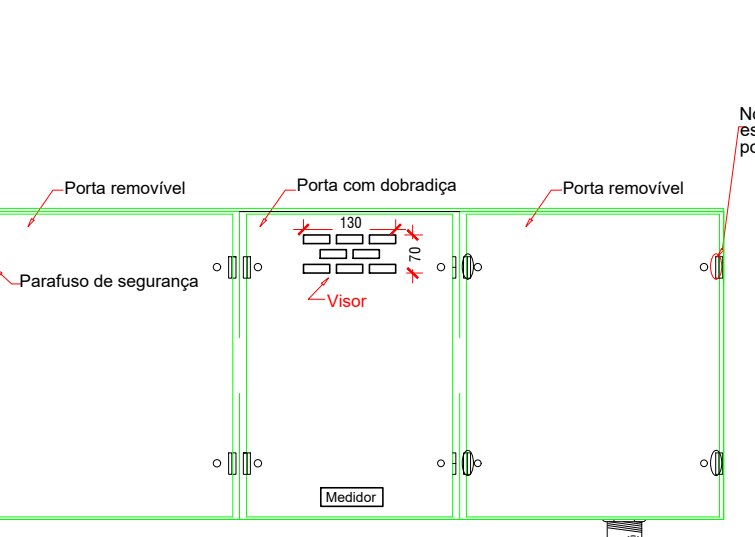 Porta removível
Porta com dobradiça
Porta removível
130
70
Parafuso de segurança
Visor
Medidor